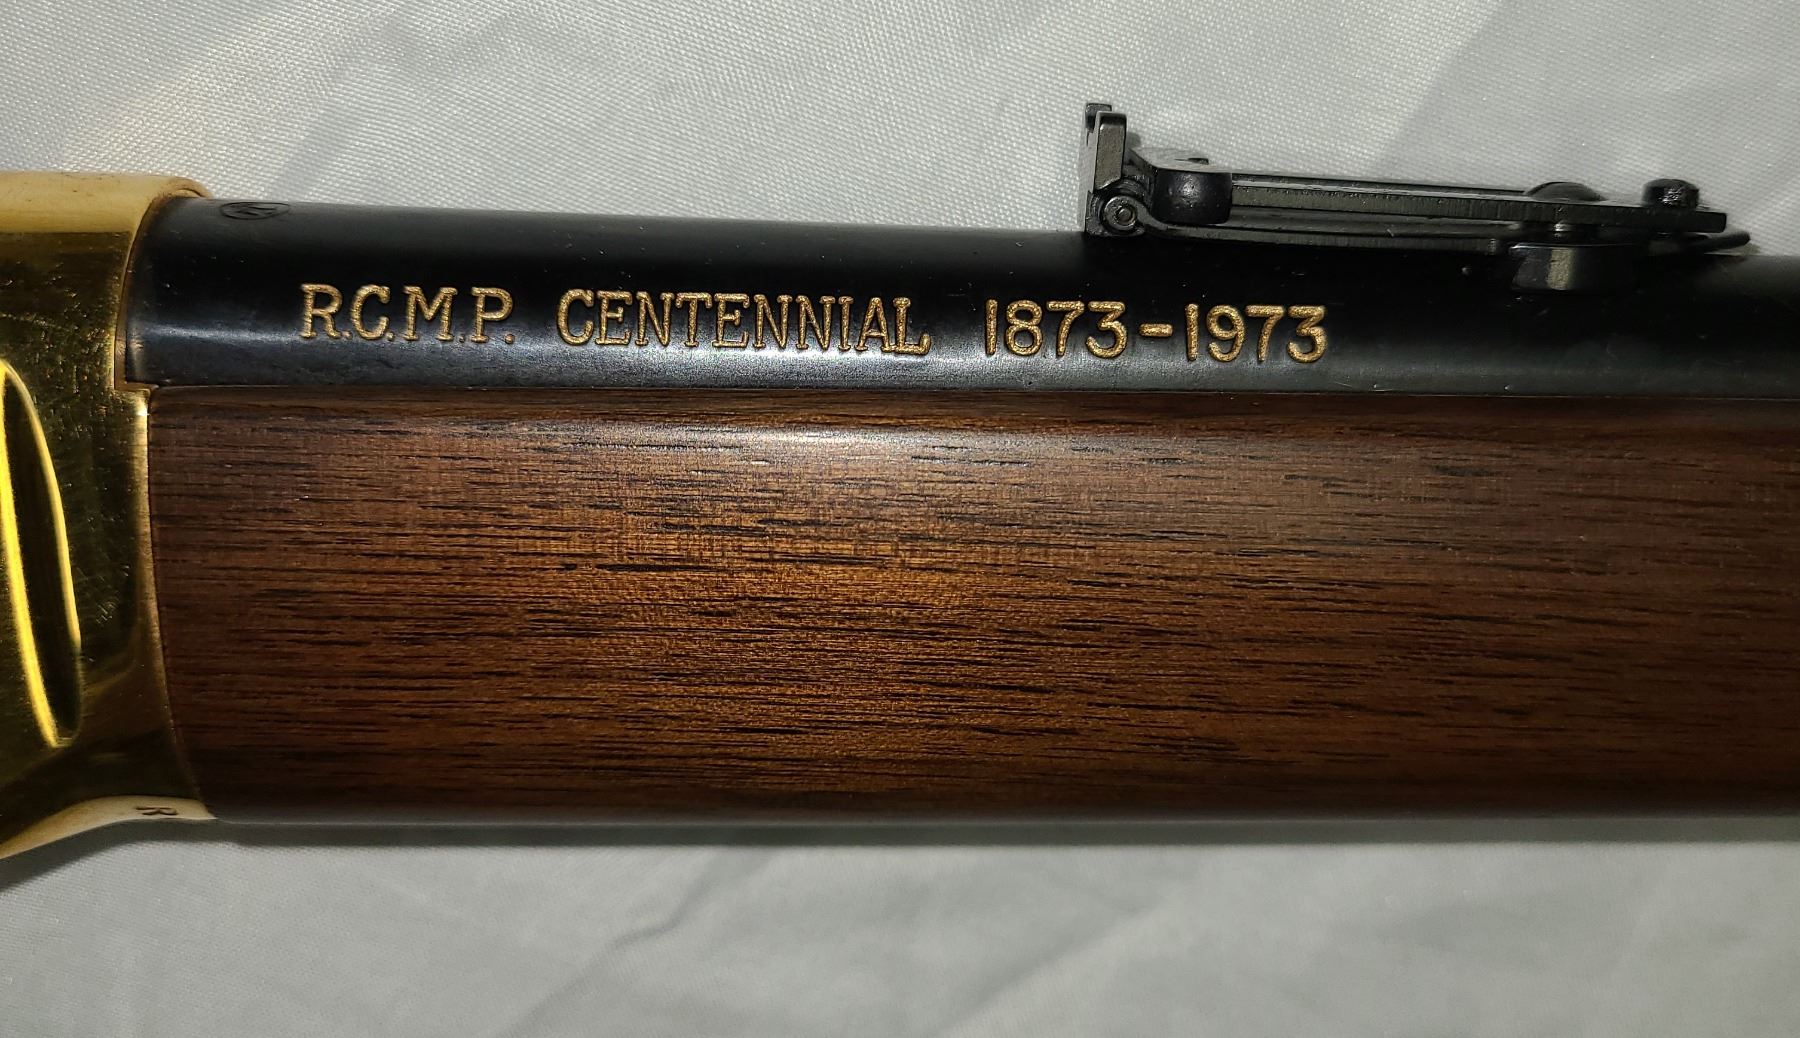 R.C.M.P. CENTENNIAL 1873-1973
R